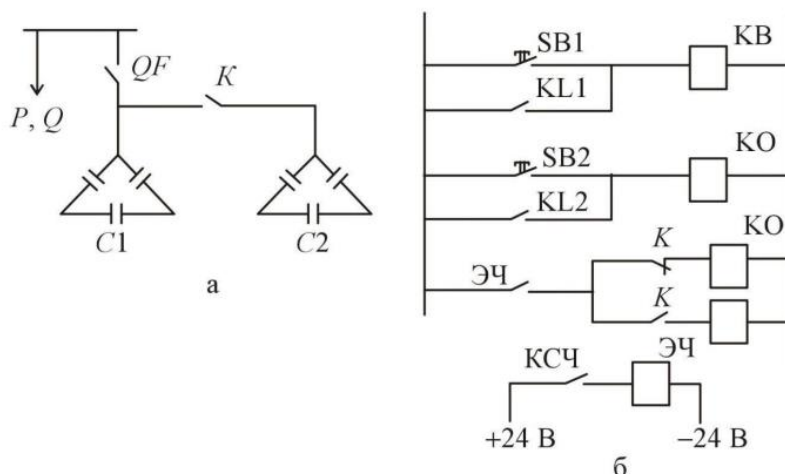 QF
K
P, Q
C1
C2
а
SB1
KB
KL1
SB2
KO
KL2
K
KO
ЭЧ
K
КСЧ
ЭЧ
+24 В
−24 В
б